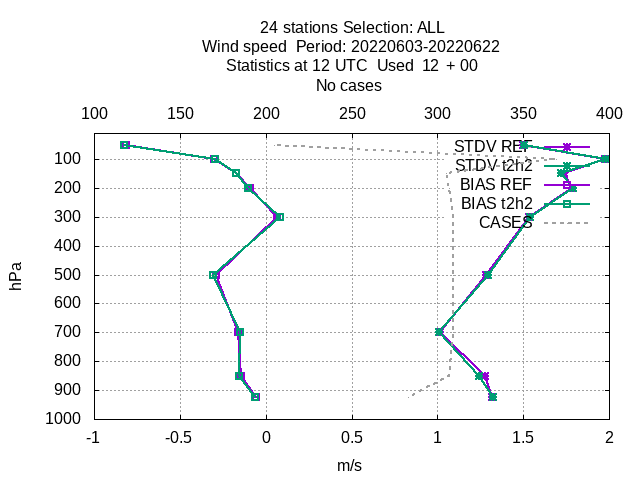 24 stations Selection: ALL
Wind speed  Period: 20220603-20220622
Statistics at 12 UTC  Used  12  + 00
No cases
100 150 200 250 300 350 400
STDV REF
STDV t2h2
BIAS REF
BIAS t2h2
CASES
100
200
300
400
500
600
700
800
900
1000
hPa
-1 -0.5 0 0.5 1 1.5 2
m/s